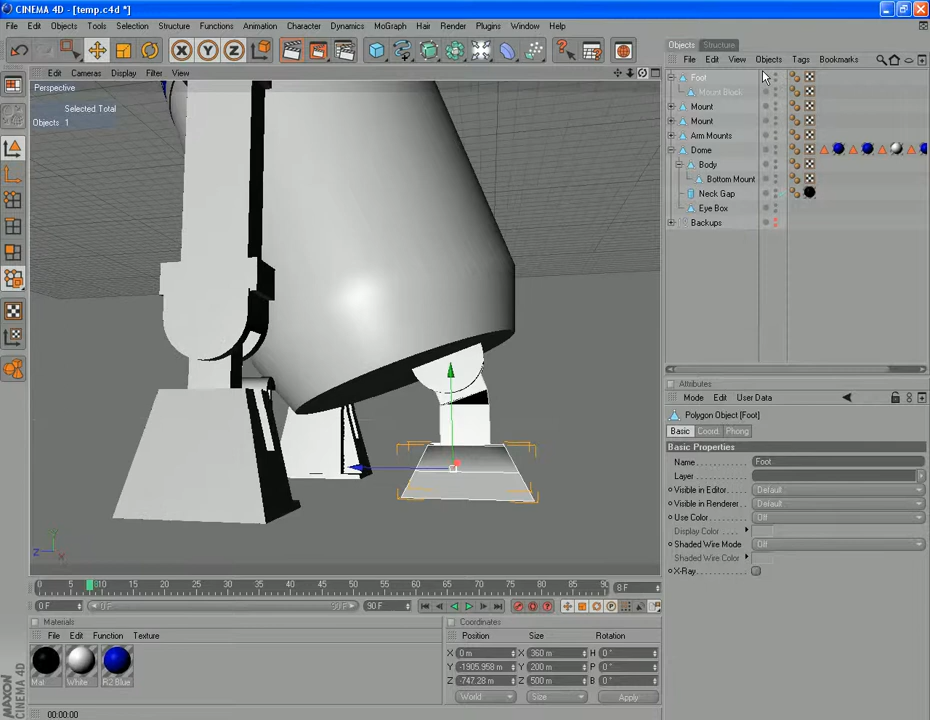 CINEMA 4D - [temp.c4d *]
File Edit Objects Tools Selection Structure Functions Animation Character Dynamics MoGraph Hair Render Plugins Window Help
Edit Cameras Display Filter View
Perspective
Selected Total
Objects 1
Y
Z X
Objects Structure
File Edit View Objects Tags Bookmarks
Foot
Mount Block
Mount
Mount
Arm Mounts
Dome
Body
Bottom Mount
Neck Gap
Eye Box
Backups
Attributes
Mode Edit User Data
Polygon Object [Foot]
Basic Coord. Phong
Basic Properties
Name Foot
Layer
Visible in Editor Default
Visible in Renderer Default
Use Color Off
Display Color
Shaded Wire Mode Off
Shaded Wire Color
X-Ray
0 5 10 15 20 25 30 35 40 45 50 55 60 65 70 75 80 85 90 8 F
0 F 0 F 90 F 90 F
Materials
File Edit Function Texture
Mat White R2 Blue
Coordinates
Position Size Rotation
X 0 m X 360 m H 0 °
Y -1905.958 m Y 200 m P 0 °
Z -747.28 m Z 500 m B 0 °
World Size Apply
MAXON
CINEMA 4D
00:00:00